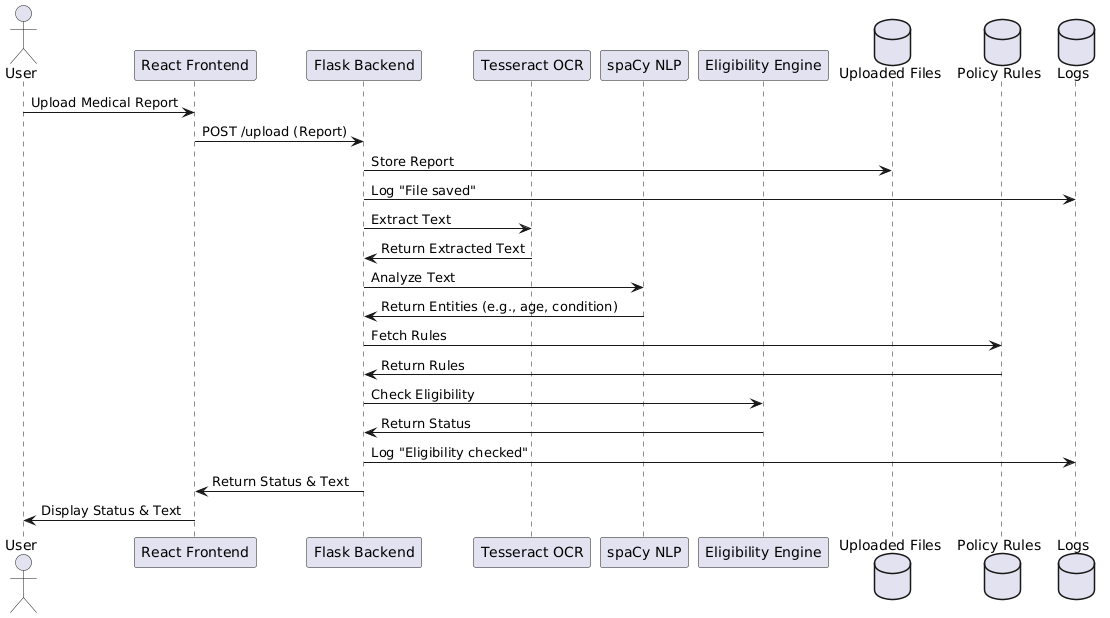 User
React Frontend
Flask Backend
Tesseract OCR
spaCy NLP
Eligibility Engine
Uploaded Files
Policy Rules
Logs
Upload Medical Report
POST /upload (Report)
Store Report
Log "File saved"
Extract Text
Return Extracted Text
Analyze Text
Return Entities (e.g., age, condition)
Fetch Rules
Return Rules
Check Eligibility
Return Status
Log "Eligibility checked"
Return Status & Text
Display Status & Text
User
React Frontend
Flask Backend
Tesseract OCR
spaCy NLP
Eligibility Engine
Uploaded Files
Policy Rules
Logs